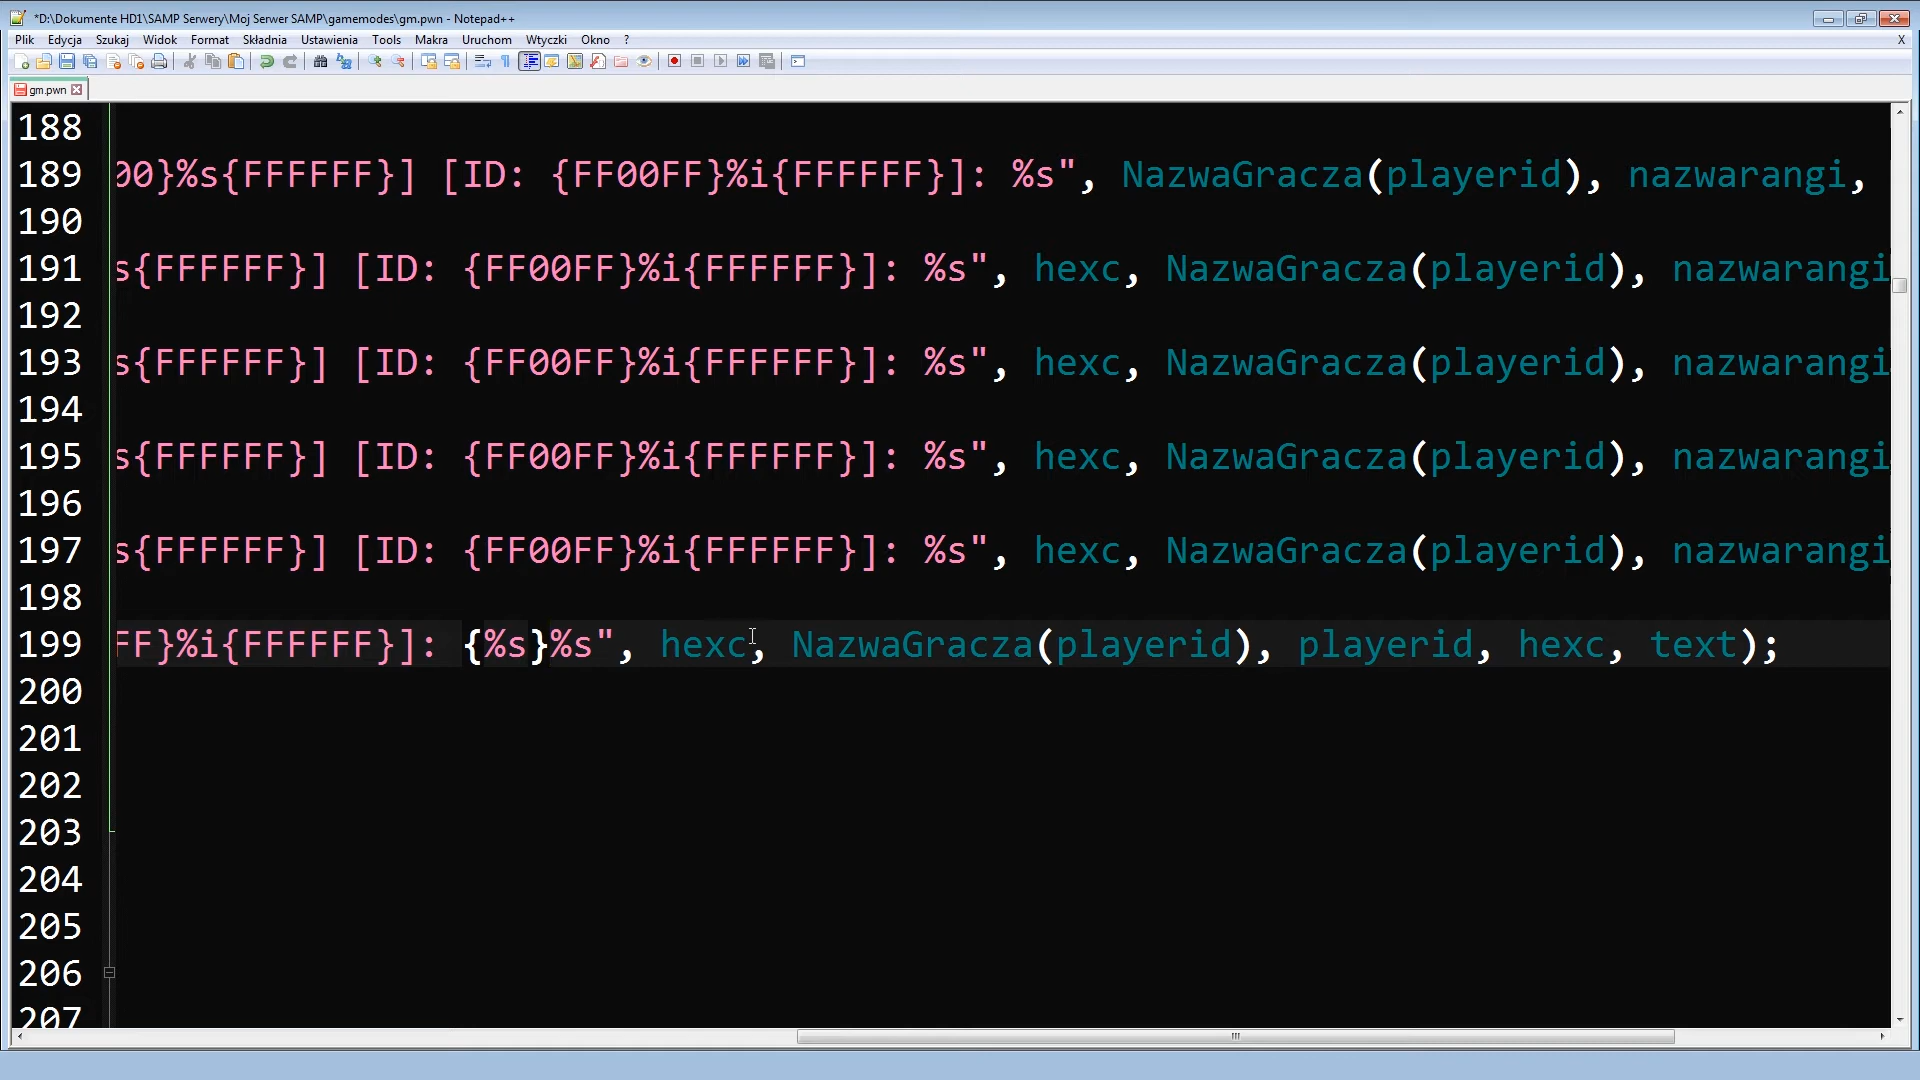 *D:\Dokumente HD1\SAMP Serwery\Moj Serwer SAMP\gamemodes\gm.pwn - Notepad++
Plik Edycja Szukaj Widok Format Składnia Ustawienia Tools Makra Uruchom Wtyczki Okno ? X
gm.pwn
188
189 00}%s{FFFFFF}] [ID: {FF00FF}%i{FFFFFF}]: %s", NazwaGracza(playerid), nazwarangi,
190
191 s{FFFFFF}] [ID: {FF00FF}%i{FFFFFF}]: %s", hexc, NazwaGracza(playerid), nazwarangi
192
193 s{FFFFFF}] [ID: {FF00FF}%i{FFFFFF}]: %s", hexc, NazwaGracza(playerid), nazwarangi
194
195 s{FFFFFF}] [ID: {FF00FF}%i{FFFFFF}]: %s", hexc, NazwaGracza(playerid), nazwarangi
196
197 s{FFFFFF}] [ID: {FF00FF}%i{FFFFFF}]: %s", hexc, NazwaGracza(playerid), nazwarangi
198
199 FF}%i{FFFFFF}]: {%s}%s", hexc, NazwaGracza(playerid), playerid, hexc, text);
200
201
202
203
204
205
206
207